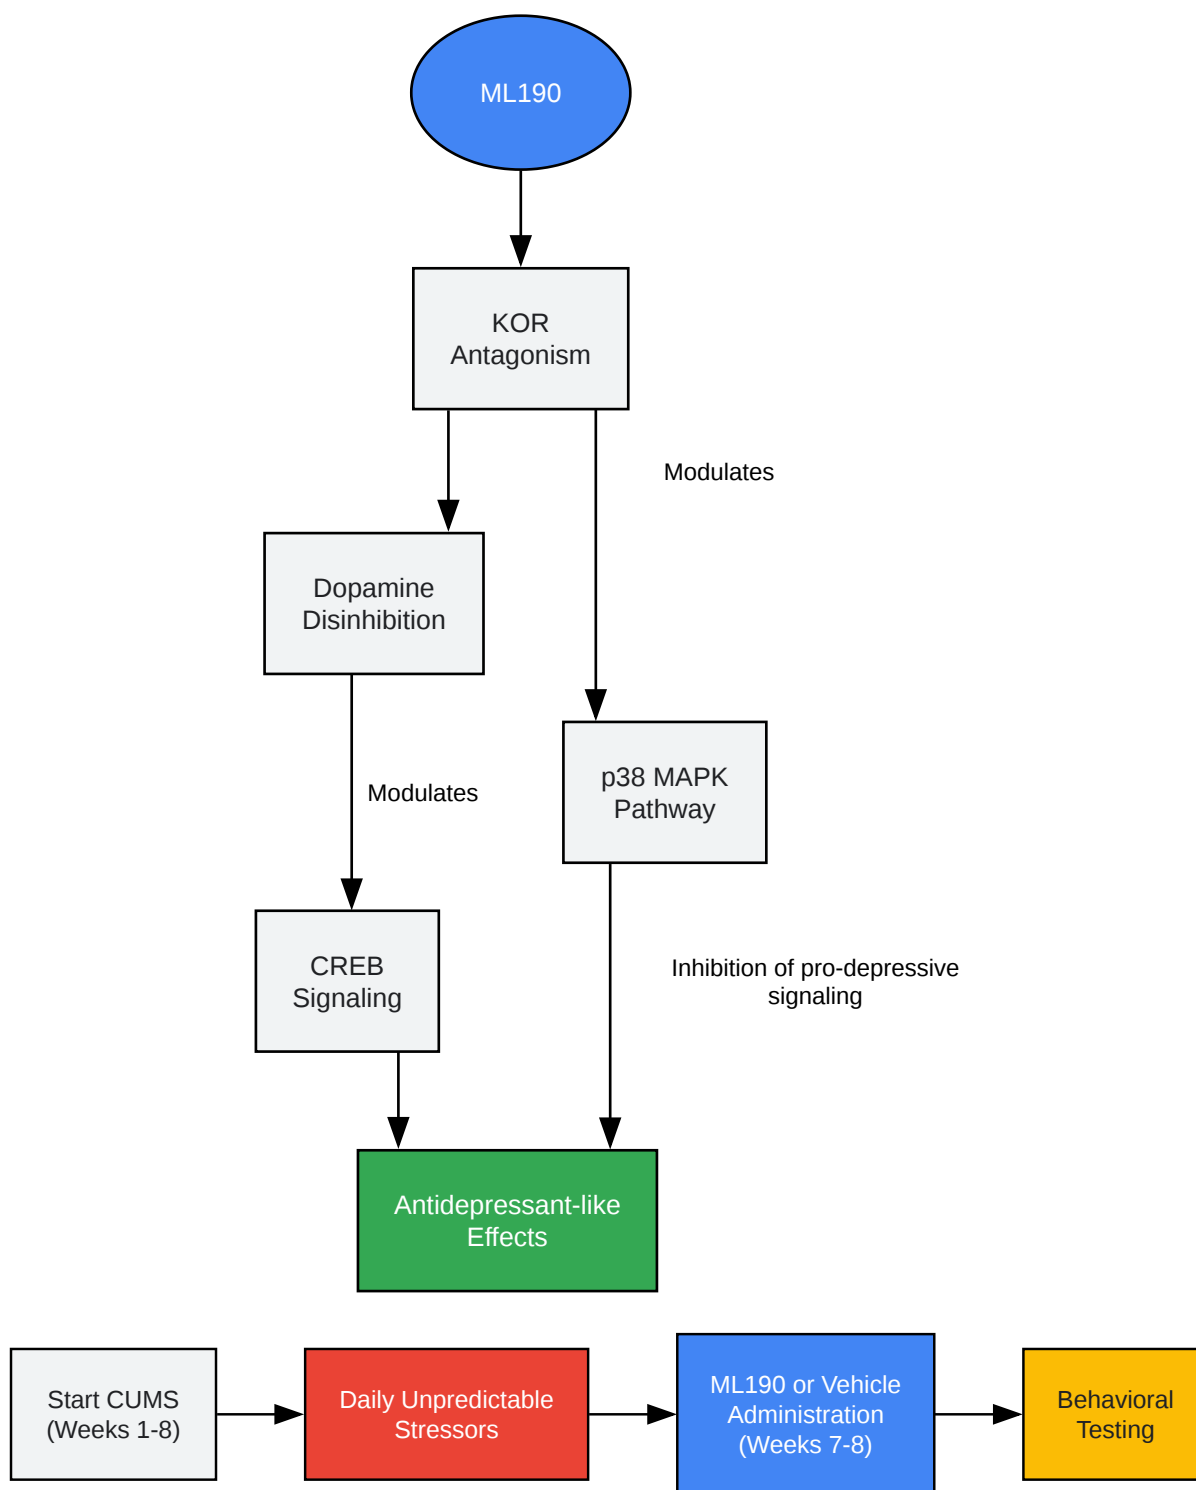 ML190
KOR
Antagonism
Modulates
Dopamine
Disinhibition
p38 MAPK
Pathway
Modulates
CREB
Signaling
Inhibition of pro-depressive
signaling
Antidepressant-like
Effects
Start CUMS
(Weeks 1-8)
Daily Unpredictable
Stressors
ML190 or Vehicle
Administration
(Weeks 7-8)
Behavioral
Testing